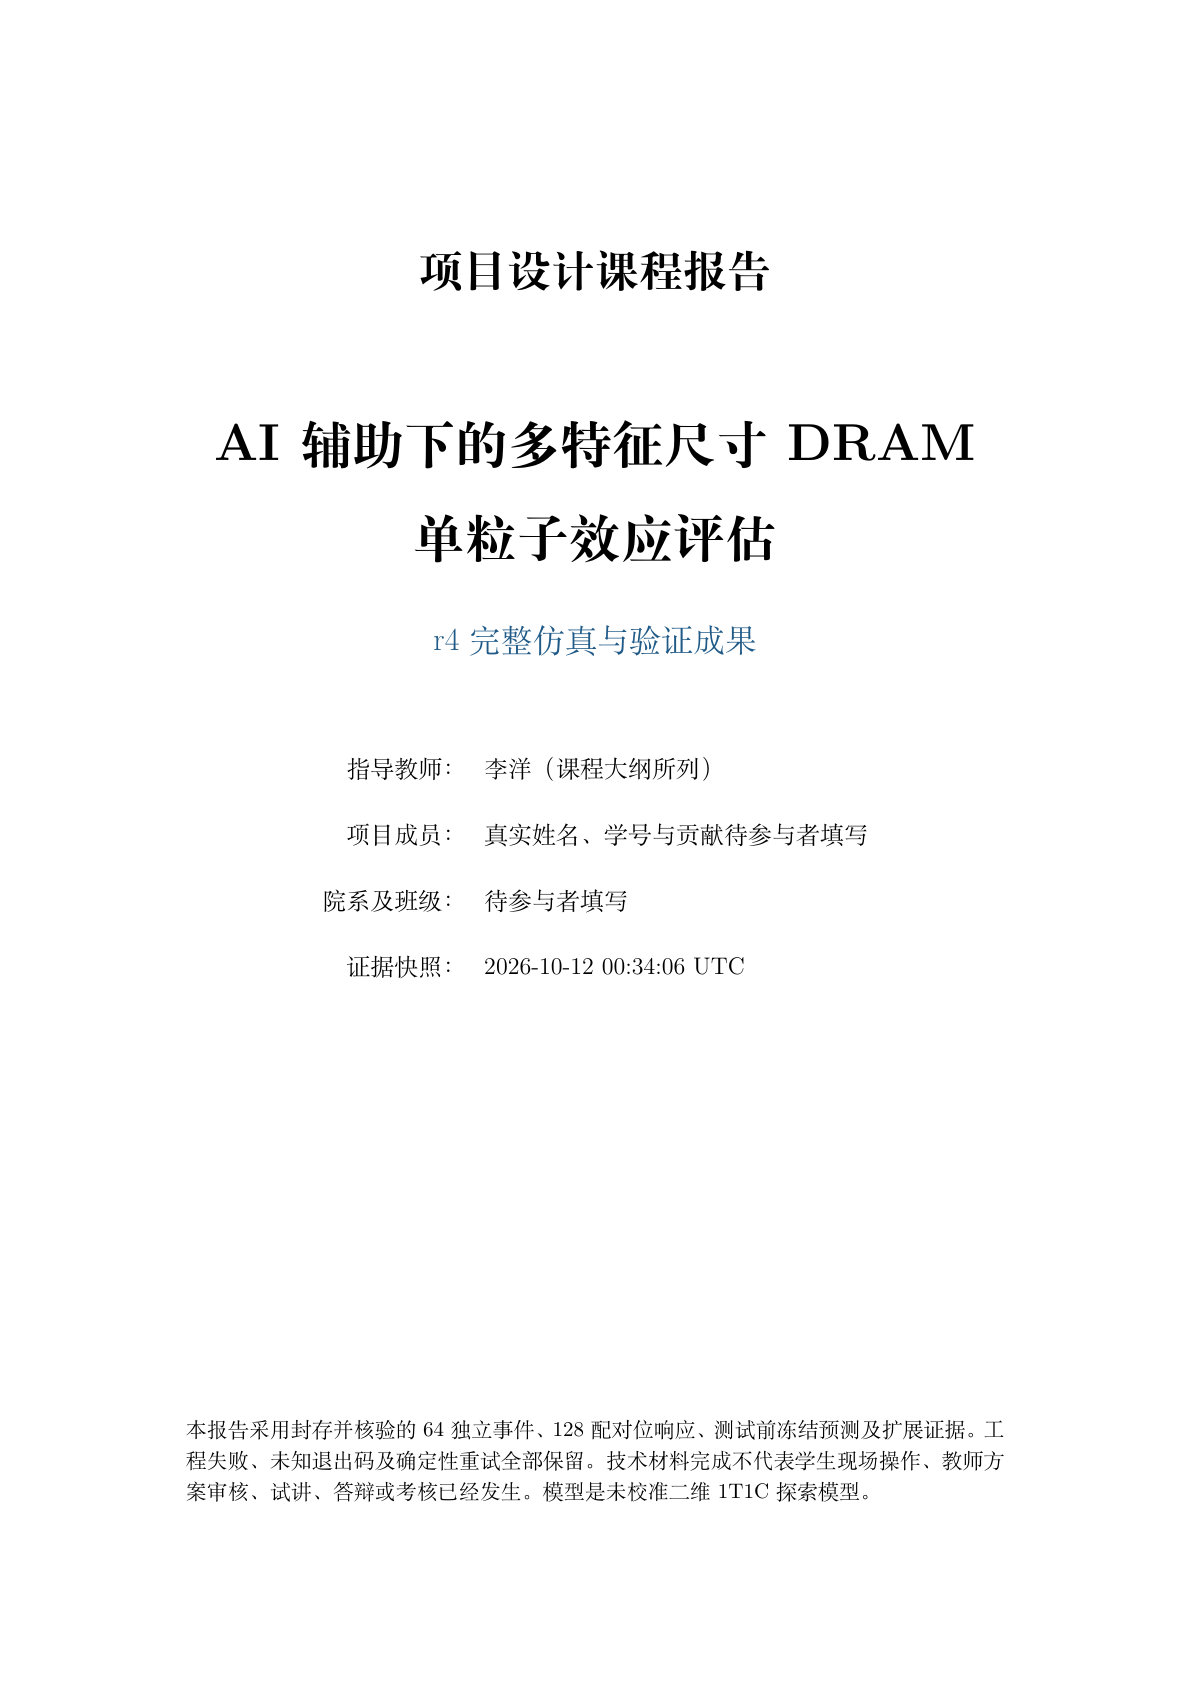 项目设计课程报告
AI 辅助下的多特征尺寸 DRAM
单粒子效应评估
r4 完整仿真与验证成果
指导教师： 李洋（课程大纲所列）
项目成员： 真实姓名、学号与贡献待参与者填写
院系及班级： 待参与者填写
证据快照： 2026-10-12 00:34:06 UTC
本报告采用封存并核验的 64 独立事件、128 配对位响应、测试前冻结预测及扩展证据。工
程失败、未知退出码及确定性重试全部保留。技术材料完成不代表学生现场操作、教师方
案审核、试讲、答辩或考核已经发生。模型是未校准二维 1T1C 探索模型。